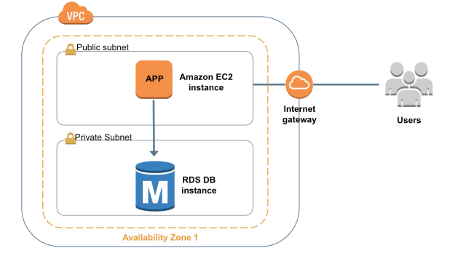 VPC
Public subnet
APP
Amazon EC2
instance
Internet
gateway
Users
Private Subnet
M
RDS DB
instance
Availability Zone 1